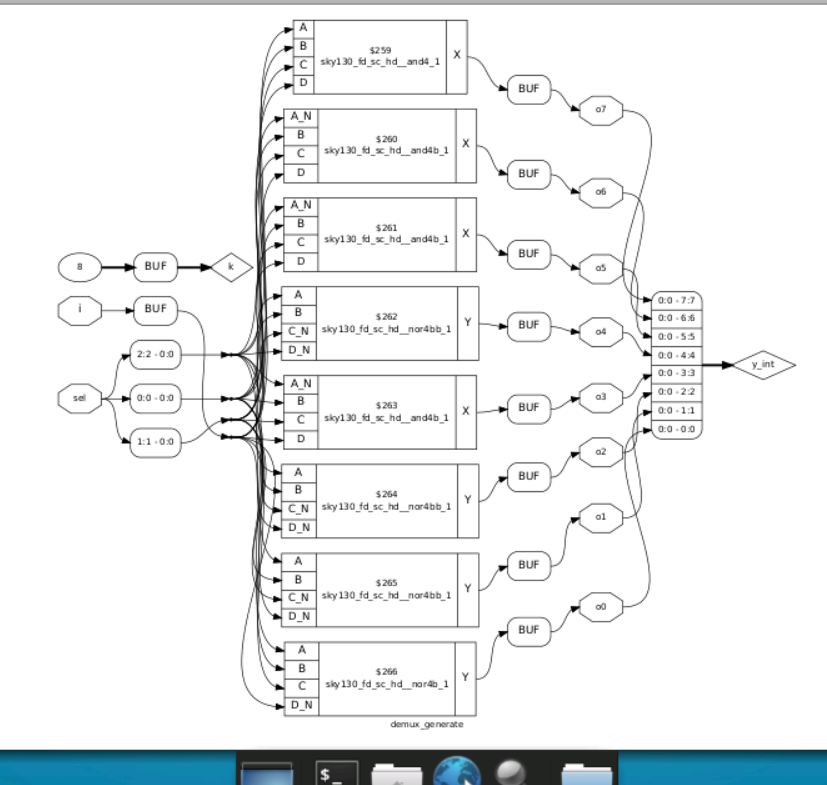 A
B
C
D
$259
sky130_fd_sc_hd__and4_1
X
BUF
o7
A_N
B
C
D
$260
sky130_fd_sc_hd__and4b_1
X
BUF
o6
A_N
B
C
D
$261
sky130_fd_sc_hd__and4b_1
X
BUF
o5
8
BUF
k
i
BUF
A
B
C_N
D_N
$262
sky130_fd_sc_hd__nor4bb_1
Y
BUF
o4
sel
2:2 - 0:0
0:0 - 0:0
1:1 - 0:0
A_N
B
C
D
$263
sky130_fd_sc_hd__and4b_1
X
BUF
o3
0:0 - 7:7
0:0 - 6:6
0:0 - 5:5
0:0 - 4:4
0:0 - 3:3
0:0 - 2:2
0:0 - 1:1
0:0 - 0:0
y_int
A
B
C_N
D_N
$264
sky130_fd_sc_hd__nor4bb_1
Y
BUF
o2
A
B
C_N
D_N
$265
sky130_fd_sc_hd__nor4bb_1
Y
BUF
o1
A
B
C
D_N
$266
sky130_fd_sc_hd__nor4b_1
Y
BUF
o0
demux_generate
$_